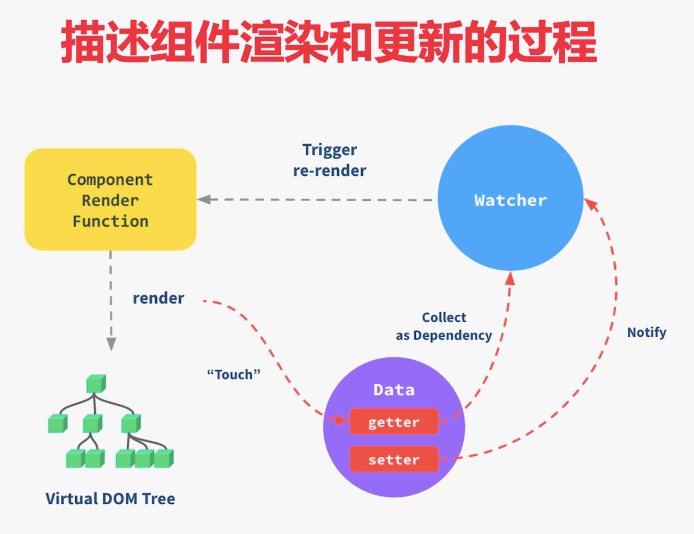 描述组件渲染和更新的过程
Trigger
re-render
Component
Render
Function
Watcher
render
Collect
as Dependency
Notify
“Touch”
Data
getter
setter
Virtual DOM Tree